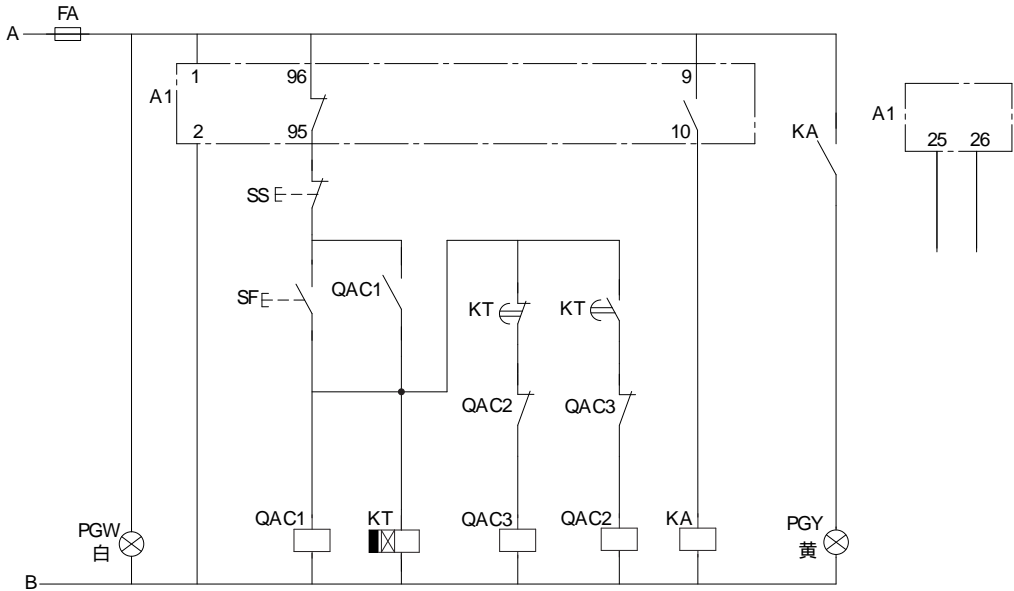 FA
A
1
96
9
A1
2
95
10
KA
A1
25
26
SS
SF
QAC1
KT
KT
QAC2
QAC3
QAC1
KT
QAC3
QAC2
KA
PGW
白
PGY
黄
B